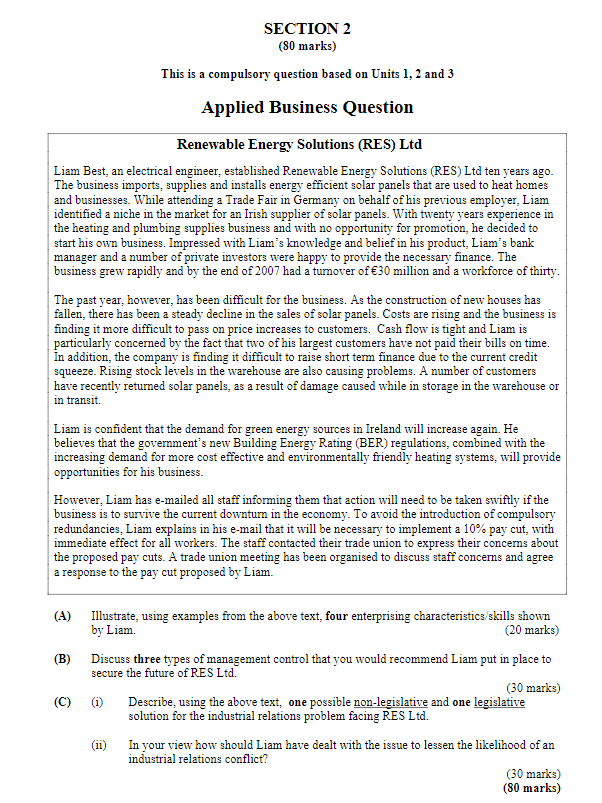 SECTION 2
(80 marks)
This is a compulsory question based on Units 1, 2 and 3
Applied Business Question
Renewable Energy Solutions (RES) Ltd
Liam Best, an electrical engineer, established Renewable Energy Solutions (RES) Ltd ten years ago.
The business imports, supplies and installs energy efficient solar panels that are used to heat homes
and businesses. While attending a Trade Fair in Germany on behalf of his previous employer, Liam
identified a niche in the market for an Irish supplier of solar panels. With twenty years experience in
the heating and plumbing supplies business and with no opportunity for promotion, he decided to
start his own business. Impressed with Liam's knowledge and belief in his product, Liam's bank
manager and a number of private investors were happy to provide the necessary finance. The
business grew rapidly and by the end of 2007 had a turnover of €30 million and a workforce of thirty.
The past year, however, has been difficult for the business. As the construction of new houses has
fallen, there has been a steady decline in the sales of solar panels. Costs are rising and the business is
finding it more difficult to pass on price increases to customers. Cash flow is tight and Liam is
particularly concerned by the fact that two of his largest customers have not paid their bills on time.
In addition, the company is finding it difficult to raise short term finance due to the current credit
squeeze. Rising stock levels in the warehouse are also causing problems. A number of customers
have recently returned solar panels, as a result of damage caused while in storage in the warehouse or
in transit.
Liam is confident that the demand for green energy sources in Ireland will increase again. He
believes that the government's new Building Energy Rating (BER) regulations, combined with the
increasing demand for more cost effective and environmentally friendly heating systems, will provide
opportunities for his business.
However, Liam has e-mailed all staff informing them that action will need to be taken swiftly if the
business is to survive the current downturn in the economy. To avoid the introduction of compulsory
redundancies, Liam explains in his e-mail that it will be necessary to implement a 10% pay cut, with
immediate effect for all workers. The staff contacted their trade union to express their concerns about
the proposed pay cuts. A trade union meeting has been organised to discuss staff concerns and agree
a response to the pay cut proposed by Liam.
(A) Illustrate, using examples from the above text, four enterprising characteristics/skills shown
by Liam. (20 marks)
(B) Discuss three types of management control that you would recommend Liam put in place to
secure the future of RES Ltd.
(30 marks)
(C) (i) Describe, using the above text, one possible non-legislative and one legislative
solution for the industrial relations problem facing RES Ltd.
(ii) In your view how should Liam have dealt with the issue to lessen the likelihood of an
industrial relations conflict?
(30 marks)
(80 marks)